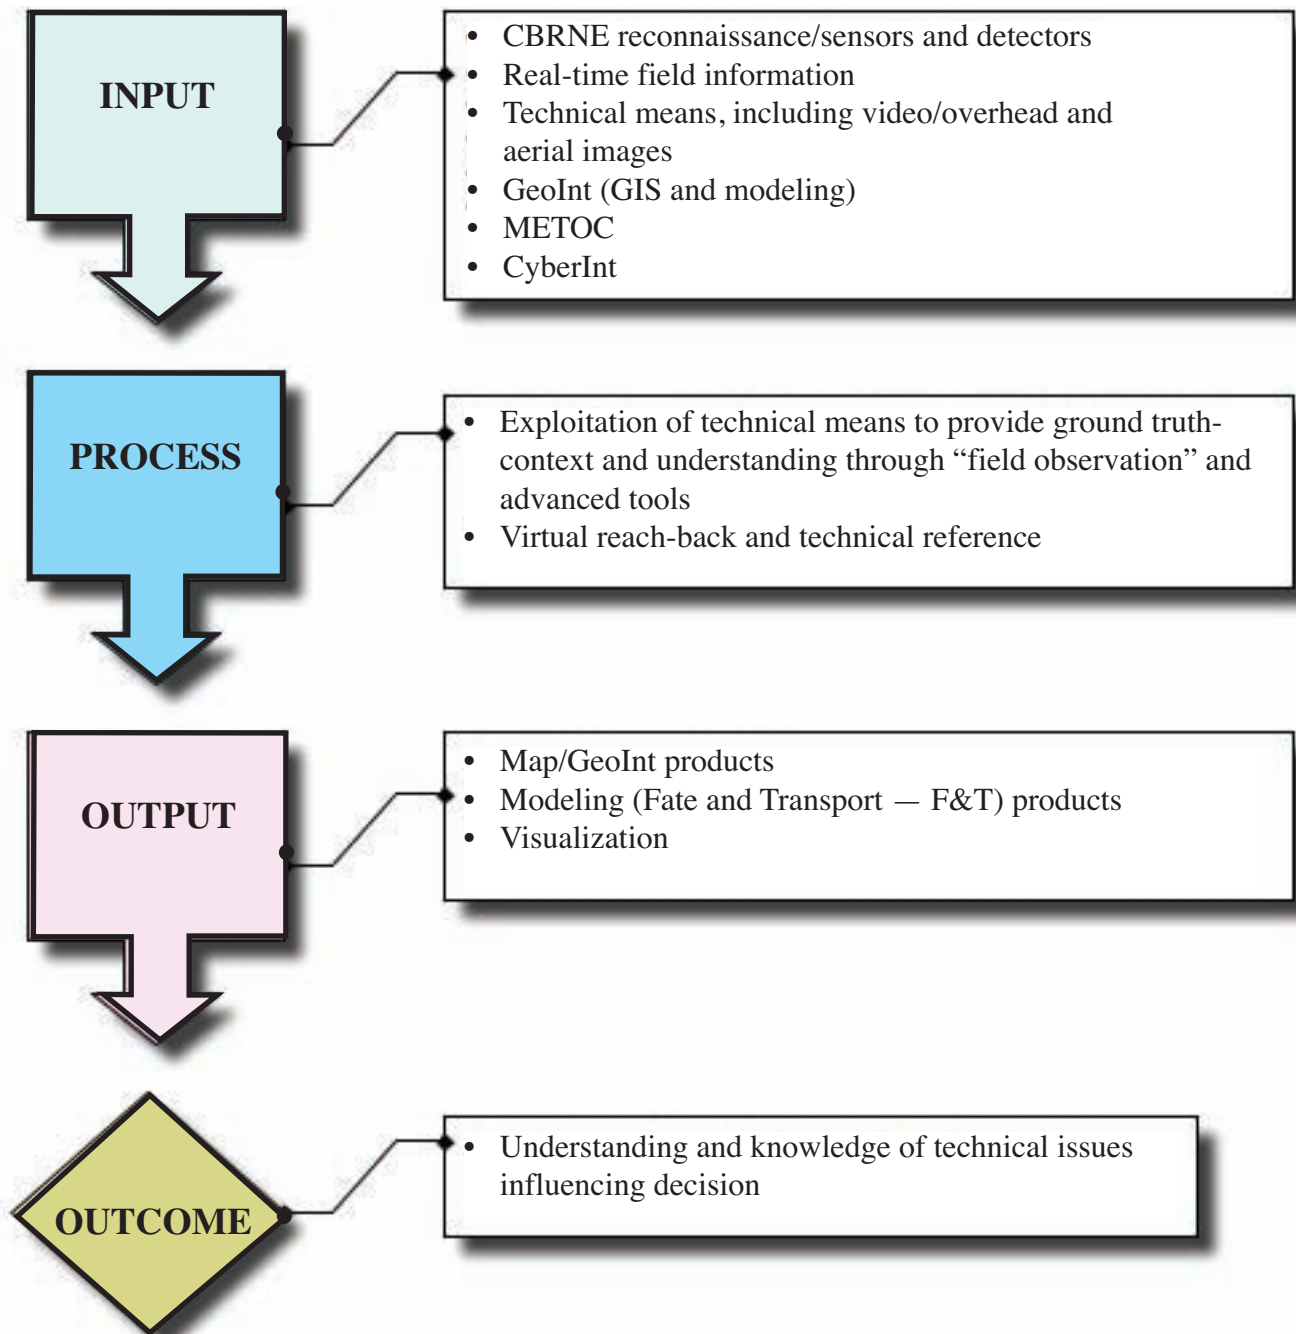 INPUT
• CBRNE reconnaissance/sensors and detectors
• Real-time field information
• Technical means, including video/overhead and
aerial images
• GeoInt (GIS and modeling)
• METOC
• CyberInt
PROCESS
• Exploitation of technical means to provide ground truth-
context and understanding through “field observation” and
advanced tools
• Virtual reach-back and technical reference
OUTPUT
• Map/GeoInt products
• Modeling (Fate and Transport — F&T) products
• Visualization
OUTCOME
• Understanding and knowledge of technical issues
influencing decision